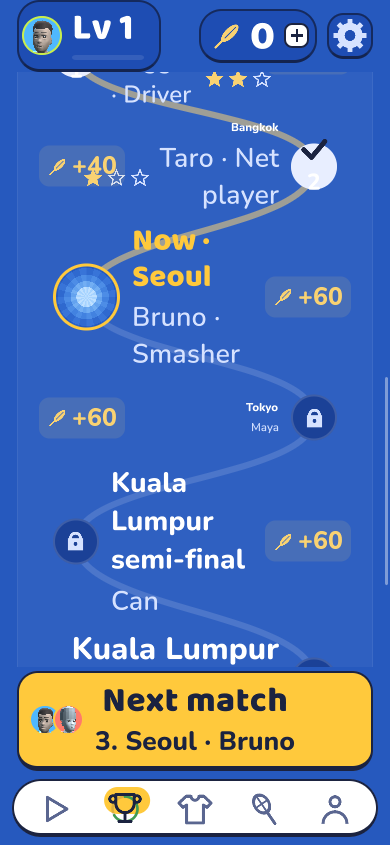 Lv 1
0
· Driver
Bangkok
+40
Taro · Net
player
2
Now ·
Seoul
Bruno ·
Smasher
+60
+60
Tokyo
Maya
Kuala
Lumpur
semi-final
Can
+60
Kuala Lumpur
Next match
3. Seoul · Bruno